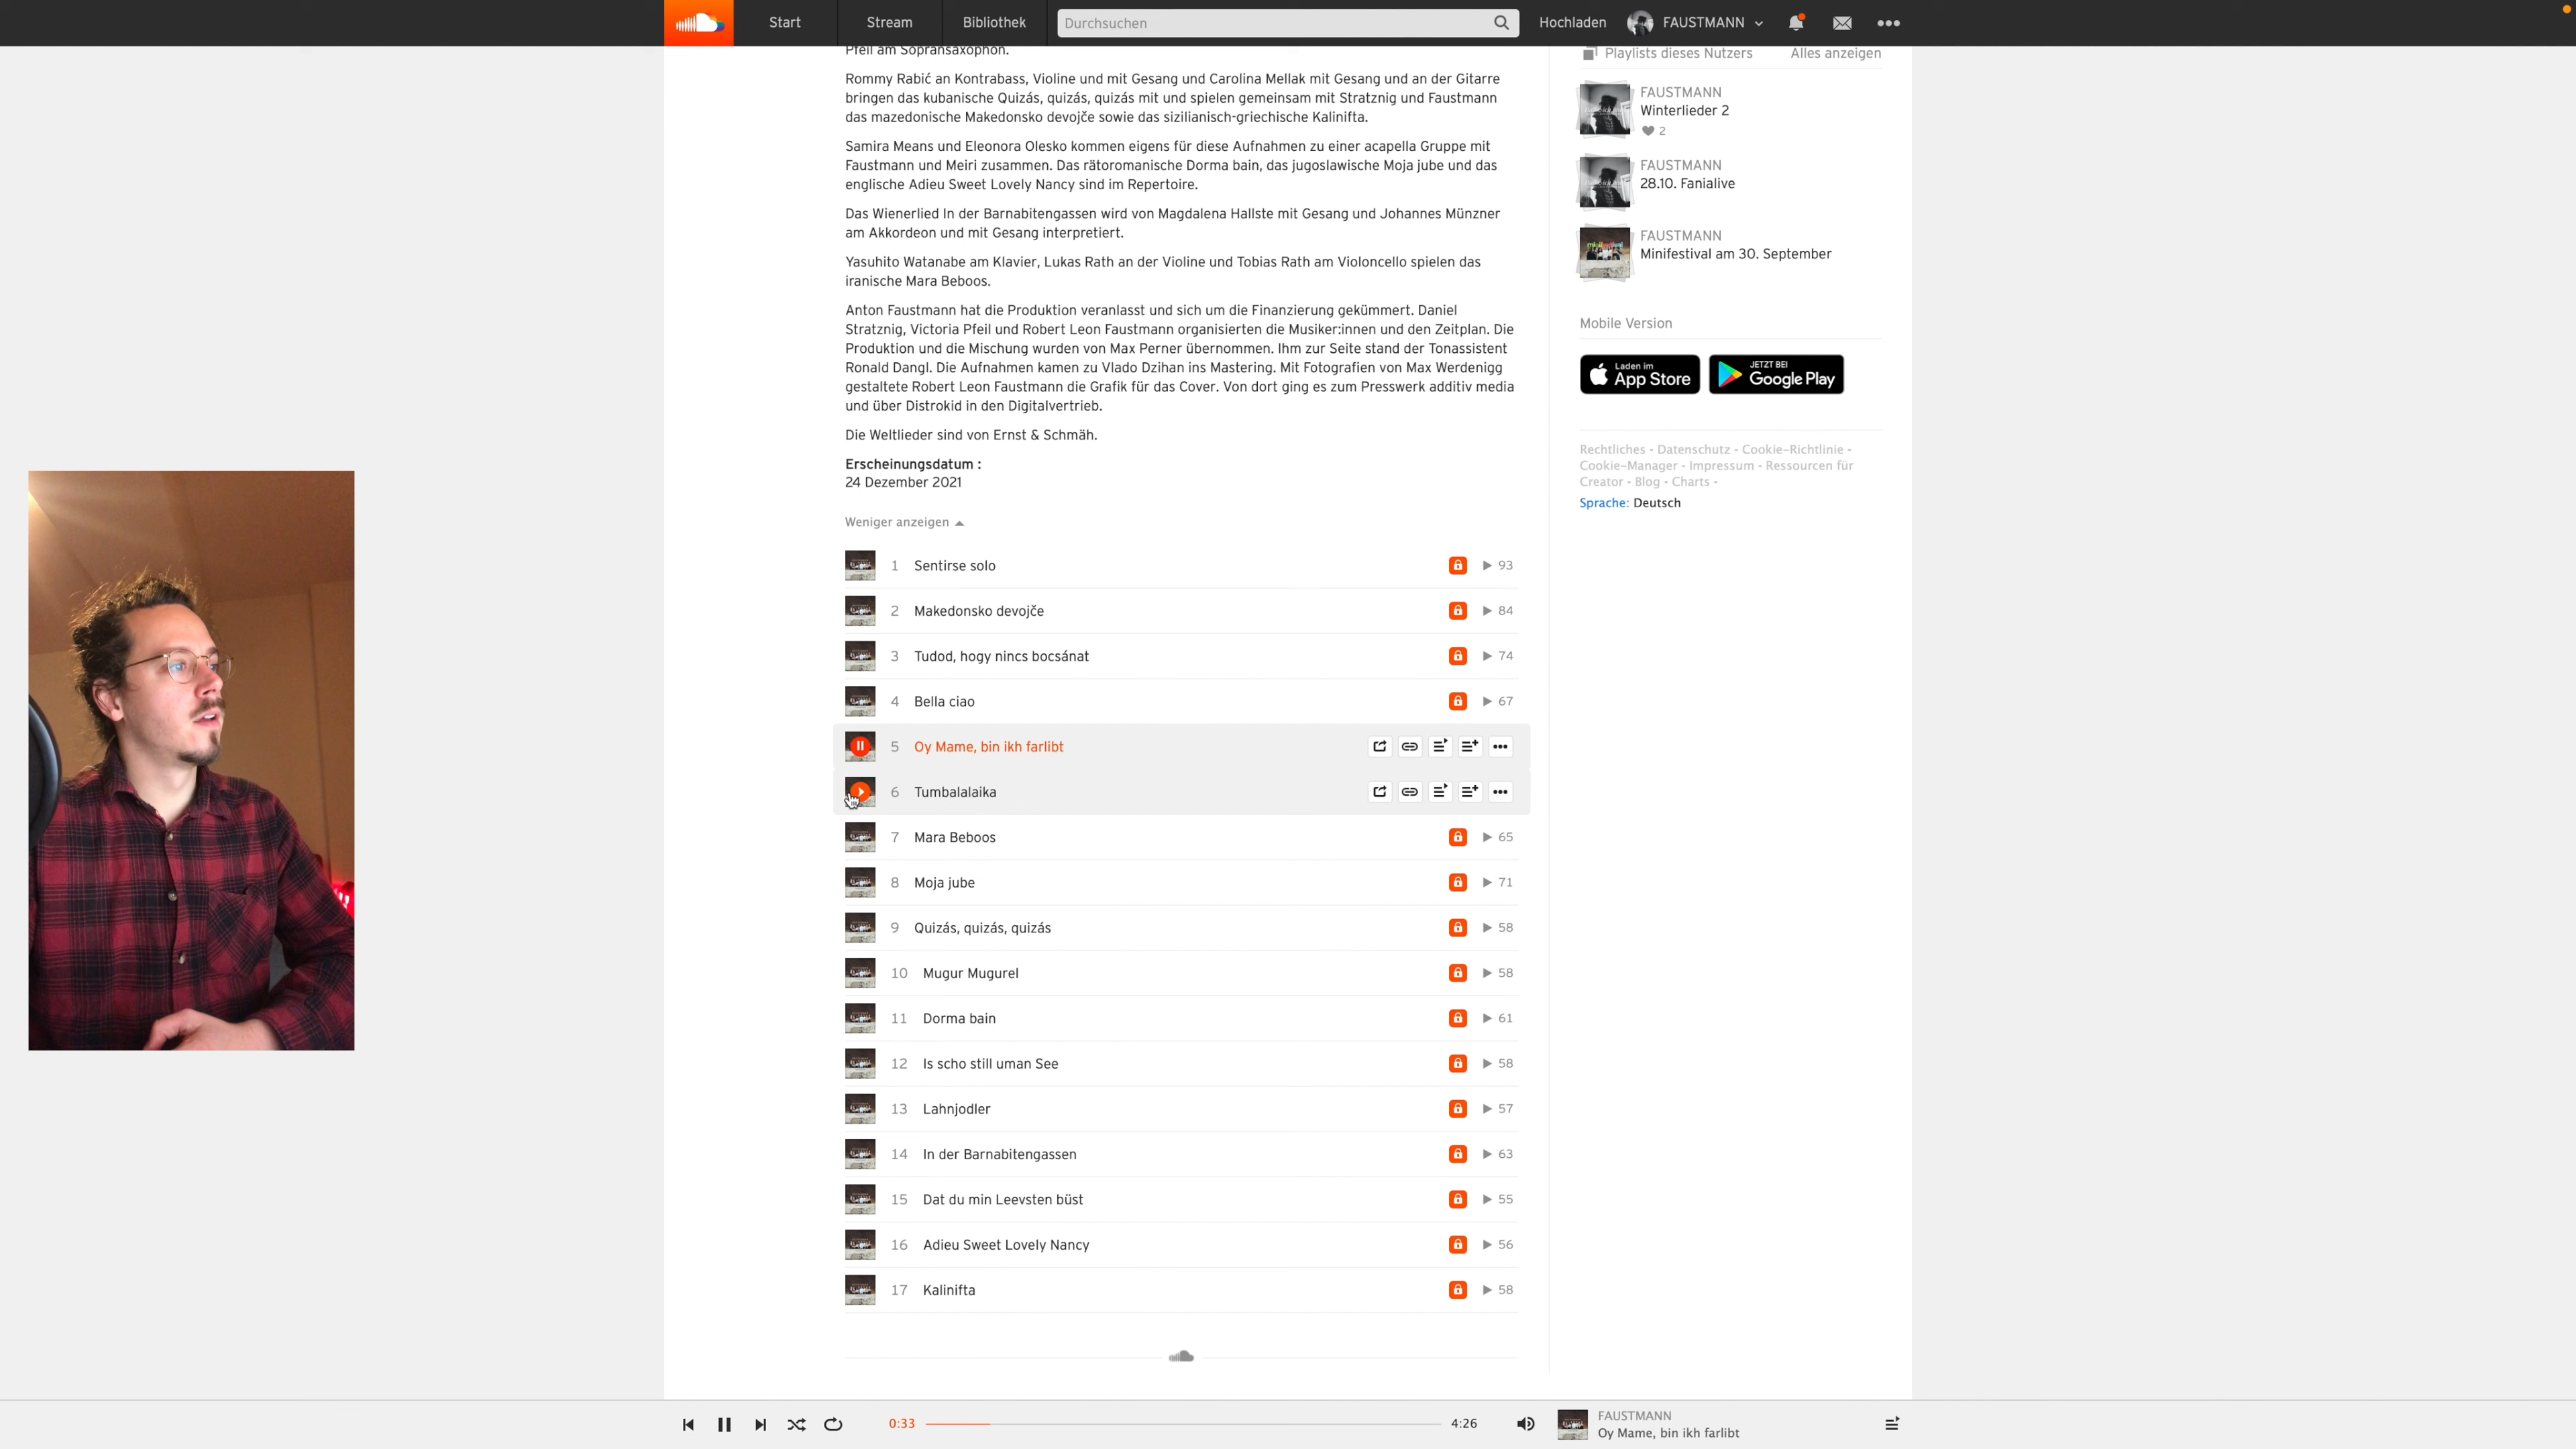 Start
Stream
Bibliothek
Durchsuchen
Hochladen
FAUSTMANN
Pfeil am Sopransaxophon.
Rommy Rabić an Kontrabass, Violine und mit Gesang und Carolina Mellak mit Gesang und an der Gitarre
bringen das kubanische Quizás, quizás, quizás mit und spielen gemeinsam mit Stratznig und Faustmann
das mazedonische Makedonsko devojče sowie das sizilianisch-griechische Kalinifta.
Samira Means und Eleonora Olesko kommen eigens für diese Aufnahmen zu einer acapella Gruppe mit
Faustmann und Meiri zusammen. Das rätoromanische Dorma bain, das jugoslawische Moja jube und das
englische Adieu Sweet Lovely Nancy sind im Repertoire.
Das Wienerlied In der Barnabitengassen wird von Magdalena Hallste mit Gesang und Johannes Münzner
am Akkordeon und mit Gesang interpretiert.
Yasuhito Watanabe am Klavier, Lukas Rath an der Violine und Tobias Rath am Violoncello spielen das
iranische Mara Beboos.
Anton Faustmann hat die Produktion veranlasst und sich um die Finanzierung gekümmert. Daniel
Stratznig, Victoria Pfeil und Robert Leon Faustmann organisierten die Musiker:innen und den Zeitplan. Die
Produktion und die Mischung wurden von Max Perner übernommen. Ihm zur Seite stand der Tonassistent
Ronald Dangl. Die Aufnahmen kamen zu Vlado Dzihan ins Mastering. Mit Fotografien von Max Werdenigg
gestaltete Robert Leon Faustmann die Grafik für das Cover. Von dort ging es zum Presswerk additiv media
und über Distrokid in den Digitalvertrieb.
Die Weltlieder sind von Ernst & Schmäh.
Erscheinungsdatum :
24 Dezember 2021
Weniger anzeigen
1 Sentirse solo 93
2 Makedonsko devojče 84
3 Tudod, hogy nincs bocsánat 74
4 Bella ciao 67
5 Oy Mame, bin ikh farlibt
6 Tumbalalaika
7 Mara Beboos 65
8 Moja jube 71
9 Quizás, quizás, quizás 58
10 Mugur Mugurel 58
11 Dorma bain 61
12 Is scho still uman See 58
13 Lahnjodler 57
14 In der Barnabitengassen 63
15 Dat du min Leevsten büst 55
16 Adieu Sweet Lovely Nancy 56
17 Kalinifta 58
Playlists dieses Nutzers Alles anzeigen
FAUSTMANN
Winterlieder 2
2
FAUSTMANN
28.10. Fanialive
FAUSTMANN
Minifestival am 30. September
Mobile Version
Laden im
App Store
JETZT BEI
Google Play
Rechtliches - Datenschutz - Cookie-Richtlinie -
Cookie-Manager - Impressum - Ressourcen für
Creator - Blog - Charts -
Sprache: Deutsch
0:33
4:26
FAUSTMANN
Oy Mame, bin ikh farlibt